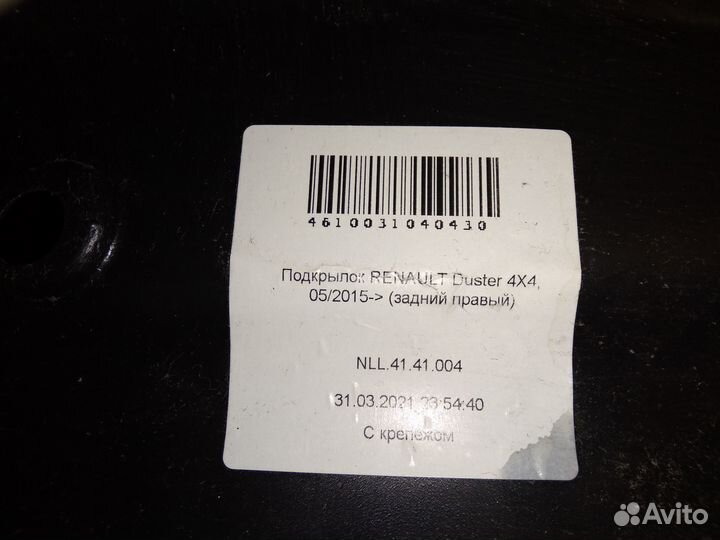 4610031040430
Подкрылок RENAULT Duster 4X4,
05/2015-> (задний правый)
NLL.41.41.004
31.03.2021 23:54:40
С крепежом
Avito